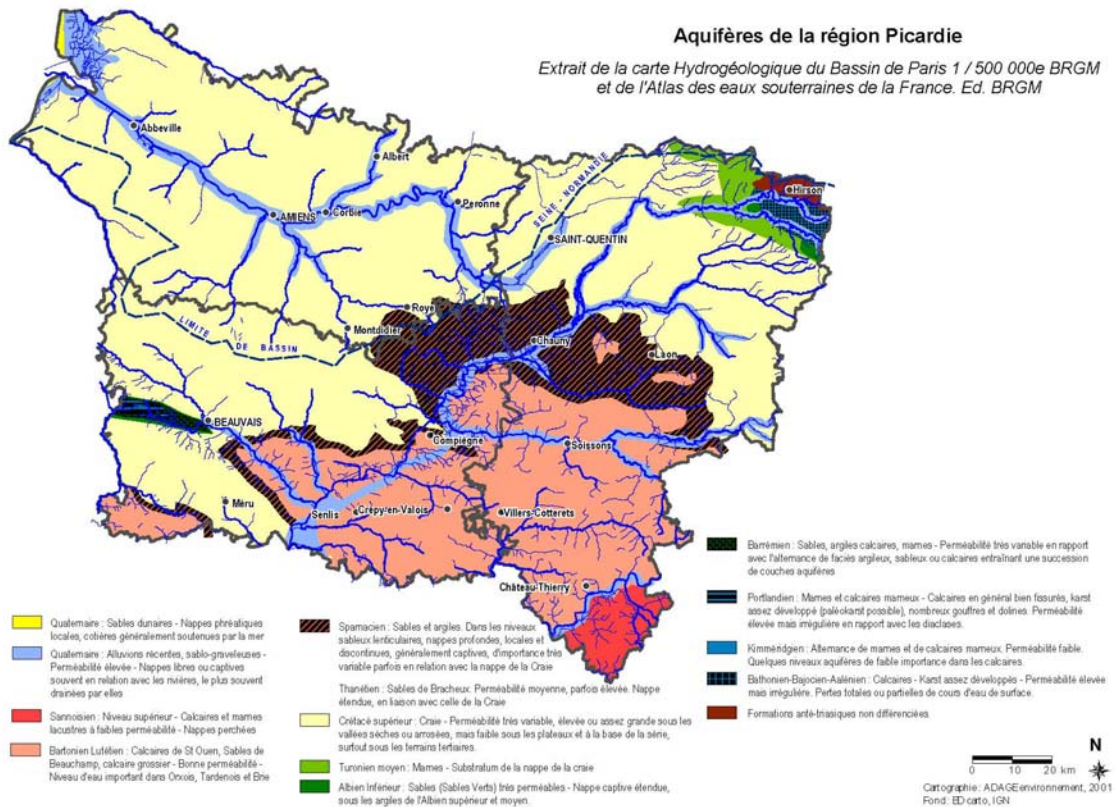 Aquifères de la région Picardie
Extrait de la carte Hydrogéologique du Bassin de Paris 1 / 500 000e BRGM
et de l'Atlas des eaux souterraines de la France. Ed. BRGM
Abbeville
Albert
Hirson
AMIENS
Corbie
Peronne
SEINE - NORMANDIE
SAINT-QUENTIN
Roye
Montdidier
LIMITE
DE BASSIN
Chauny
Laon
BEAUVAIS
Compiègne
Soissons
Méru
Senlis
Crèpy-en-Valois
Villers-Cotterets
Château-Thierry
Quaternaire : Sables dunaires - Nappes phréatiques
locales, cotières généralement soutenues par la mer
Quaternaire : Alluvions récentes, sablo-graveleuses -
Perméabilité élevée - Nappes libres ou captives
souvent en relation avec les rivières, le plus souvent
drainées par elles
Sannoisien : Niveau supérieur - Calcaires et marnes
lacustres à faibles perméabilité - Nappes perchées
Bartonien Lutétien : Calcaires de St Ouen, Sables de
Beauchamp, calcaire grossier - Bonne perméabilité -
Niveau d'eau important dans Orxois, Tardenois et Brie
Sparnacien : Sables et argiles. Dans les niveaux
sableux lenticulaires, nappes profondes, locales et
discontinues, généralement captives, d'importance très
variable parfois en relation avec la nappe de la Craie
Thanétien : Sables de Bracheux. Perméabilité moyenne, parfois élevée. Nappe
étendue, en liaison avec celle de la Craie
Crétacé supérieur : Craie - Perméabilité très variable, élevée ou assez grande sous les
vallées sèches ou arrosées, mais faible sous les plateaux et à la base de la série,
surtout sous les terrains tertiaires.
Turonien moyen : Marnes - Substratum de la nappe de la craie
Albien Inférieur : Sables (Sables Verts) très perméables - Nappe captive étendue,
sous les argiles de l'Albien supérieur et moyen.
Barrémien : Sables, argiles calcaires, marnes - Perméabilité très variable en rapport
avec l'alternance de faciès argileux, sableux ou calcaires entraînant une succession
de couches aquifères
Portlandien : Marnes et calcaires marneux - Calcaires en général bien fissurés, karst
assez développé (paléokarst possible), nombreux gouffres et dolines. Perméabilité
élevée mais irrégulière en rapport avec les diaclases.
Kimméridgien : Alternance de marnes et de calcaires marneux. Perméabilité faible.
Quelques niveaux aquifères de faible importance dans les calcaires.
Bathonien-Bajocien-Aalénien : Calcaires - Karst assez développés - Perméabilité élevée
mais irrégulière. Pertes totales ou partielles de cours d'eau de surface.
Formations anté-triasiques non différenciées
N
0 10 20 km
Cartographie : ADAGE environnement, 2001
Fond : ED carto, IGN